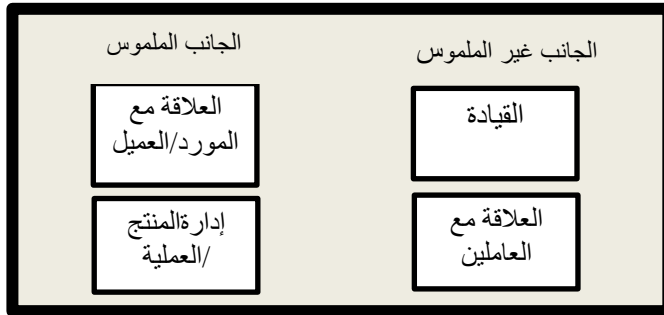 الجانب غير الملموس
الجانب الملموس
القيادة
العلاقة مع
المورد/العميل
العلاقة مع
العاملين
إدارةالمنتج
/العملية